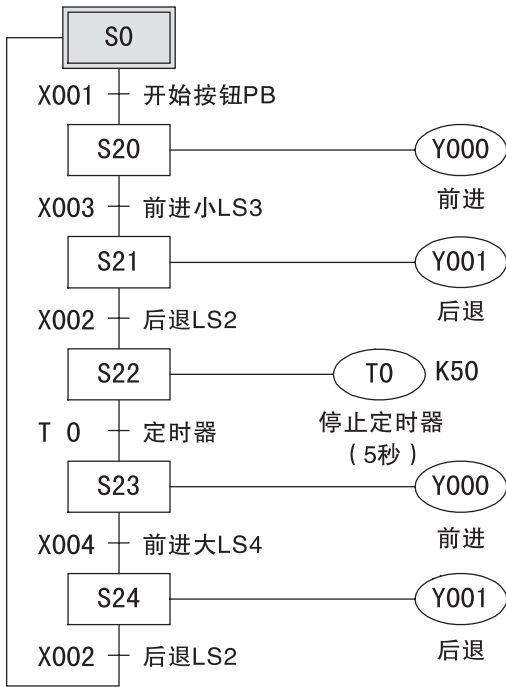 S0
X001 开始按钮PB
S20 Y000
前进
X003 前进小LS3
S21 Y001
后退
X002 后退LS2
S22 T0 K50
停止定时器
(5秒)
T 0 定时器
S23 Y000
前进
X004 前进大LS4
S24 Y001
后退
X002 后退LS2